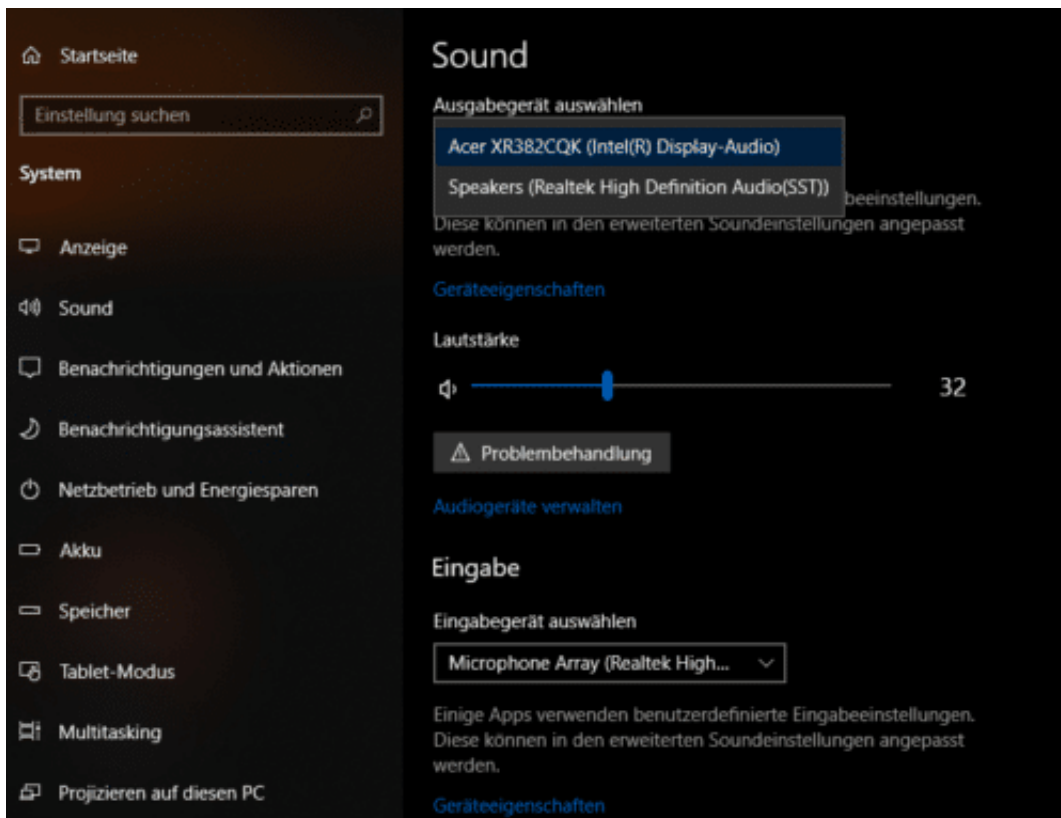 Startseite
Einstellung suchen
System
Anzeige
Sound
Benachrichtigungen und Aktionen
Benachrichtigungsassistent
Netzbetrieb und Energiesparen
Akku
Speicher
Tablet-Modus
Multitasking
Projizieren auf diesen PC
Sound
Ausgabegerät auswählen
Acer XR382CQK (Intel(R) Display-Audio)
Speakers (Realtek High Definition Audio(SST))
beeinstellungen.
Diese können in den erweiterten Soundeinstellungen angepasst
werden.
Geräteeigenschaften
Lautstärke
32
Problembehandlung
Audiogeräte verwalten
Eingabe
Eingabegerät auswählen
Microphone Array (Realtek High...
Einige Apps verwenden benutzerdefinierte Eingabeeinstellungen.
Diese können in den erweiterten Soundeinstellungen angepasst
werden.
Geräteeigenschaften